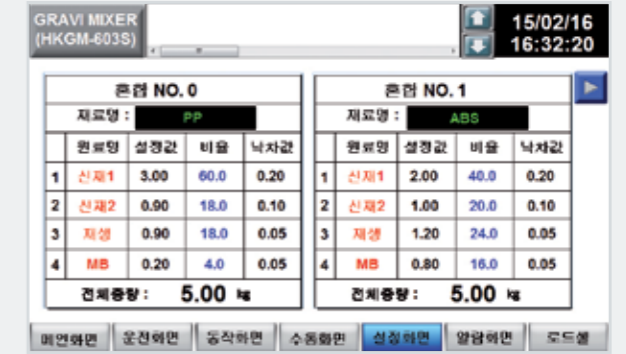 GRAVI MIXER
(HKGM-603S)
15/02/16
16:32:20
혼합 NO. 0
재료명 : PP
원료명 설정값 비율 낙차값
1 신재1 3.00 60.0 0.20
2 신재2 0.90 18.0 0.10
3 재생 0.90 18.0 0.05
4 MB 0.20 4.0 0.05
전체중량 : 5.00 kg
혼합 NO. 1
재료명 : ABS
원료명 설정값 비율 낙차값
1 신재1 2.00 40.0 0.20
2 신재2 1.00 20.0 0.10
3 재생 1.20 24.0 0.05
4 MB 0.80 16.0 0.05
전체중량 : 5.00 kg
메인화면 운전화면 동작화면 수동화면 설정화면 알람화면 로드셀